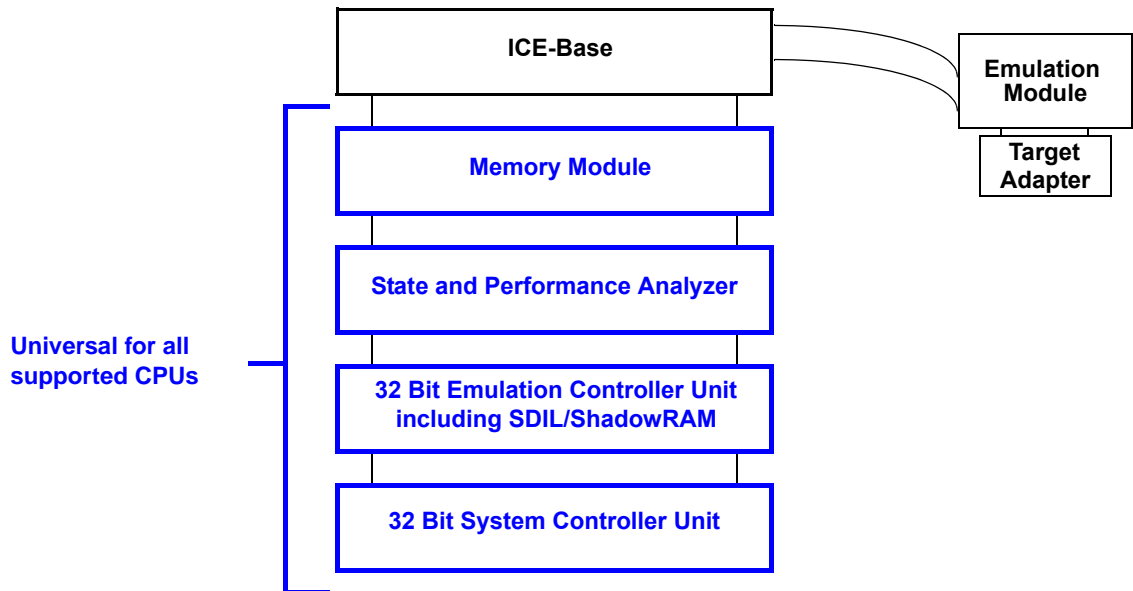 ICE-Base
Emulation
Module
Target
Adapter
Memory Module
State and Performance Analyzer
Universal for all
supported CPUs
32 Bit Emulation Controller Unit
including SDIL/ShadowRAM
32 Bit System Controller Unit